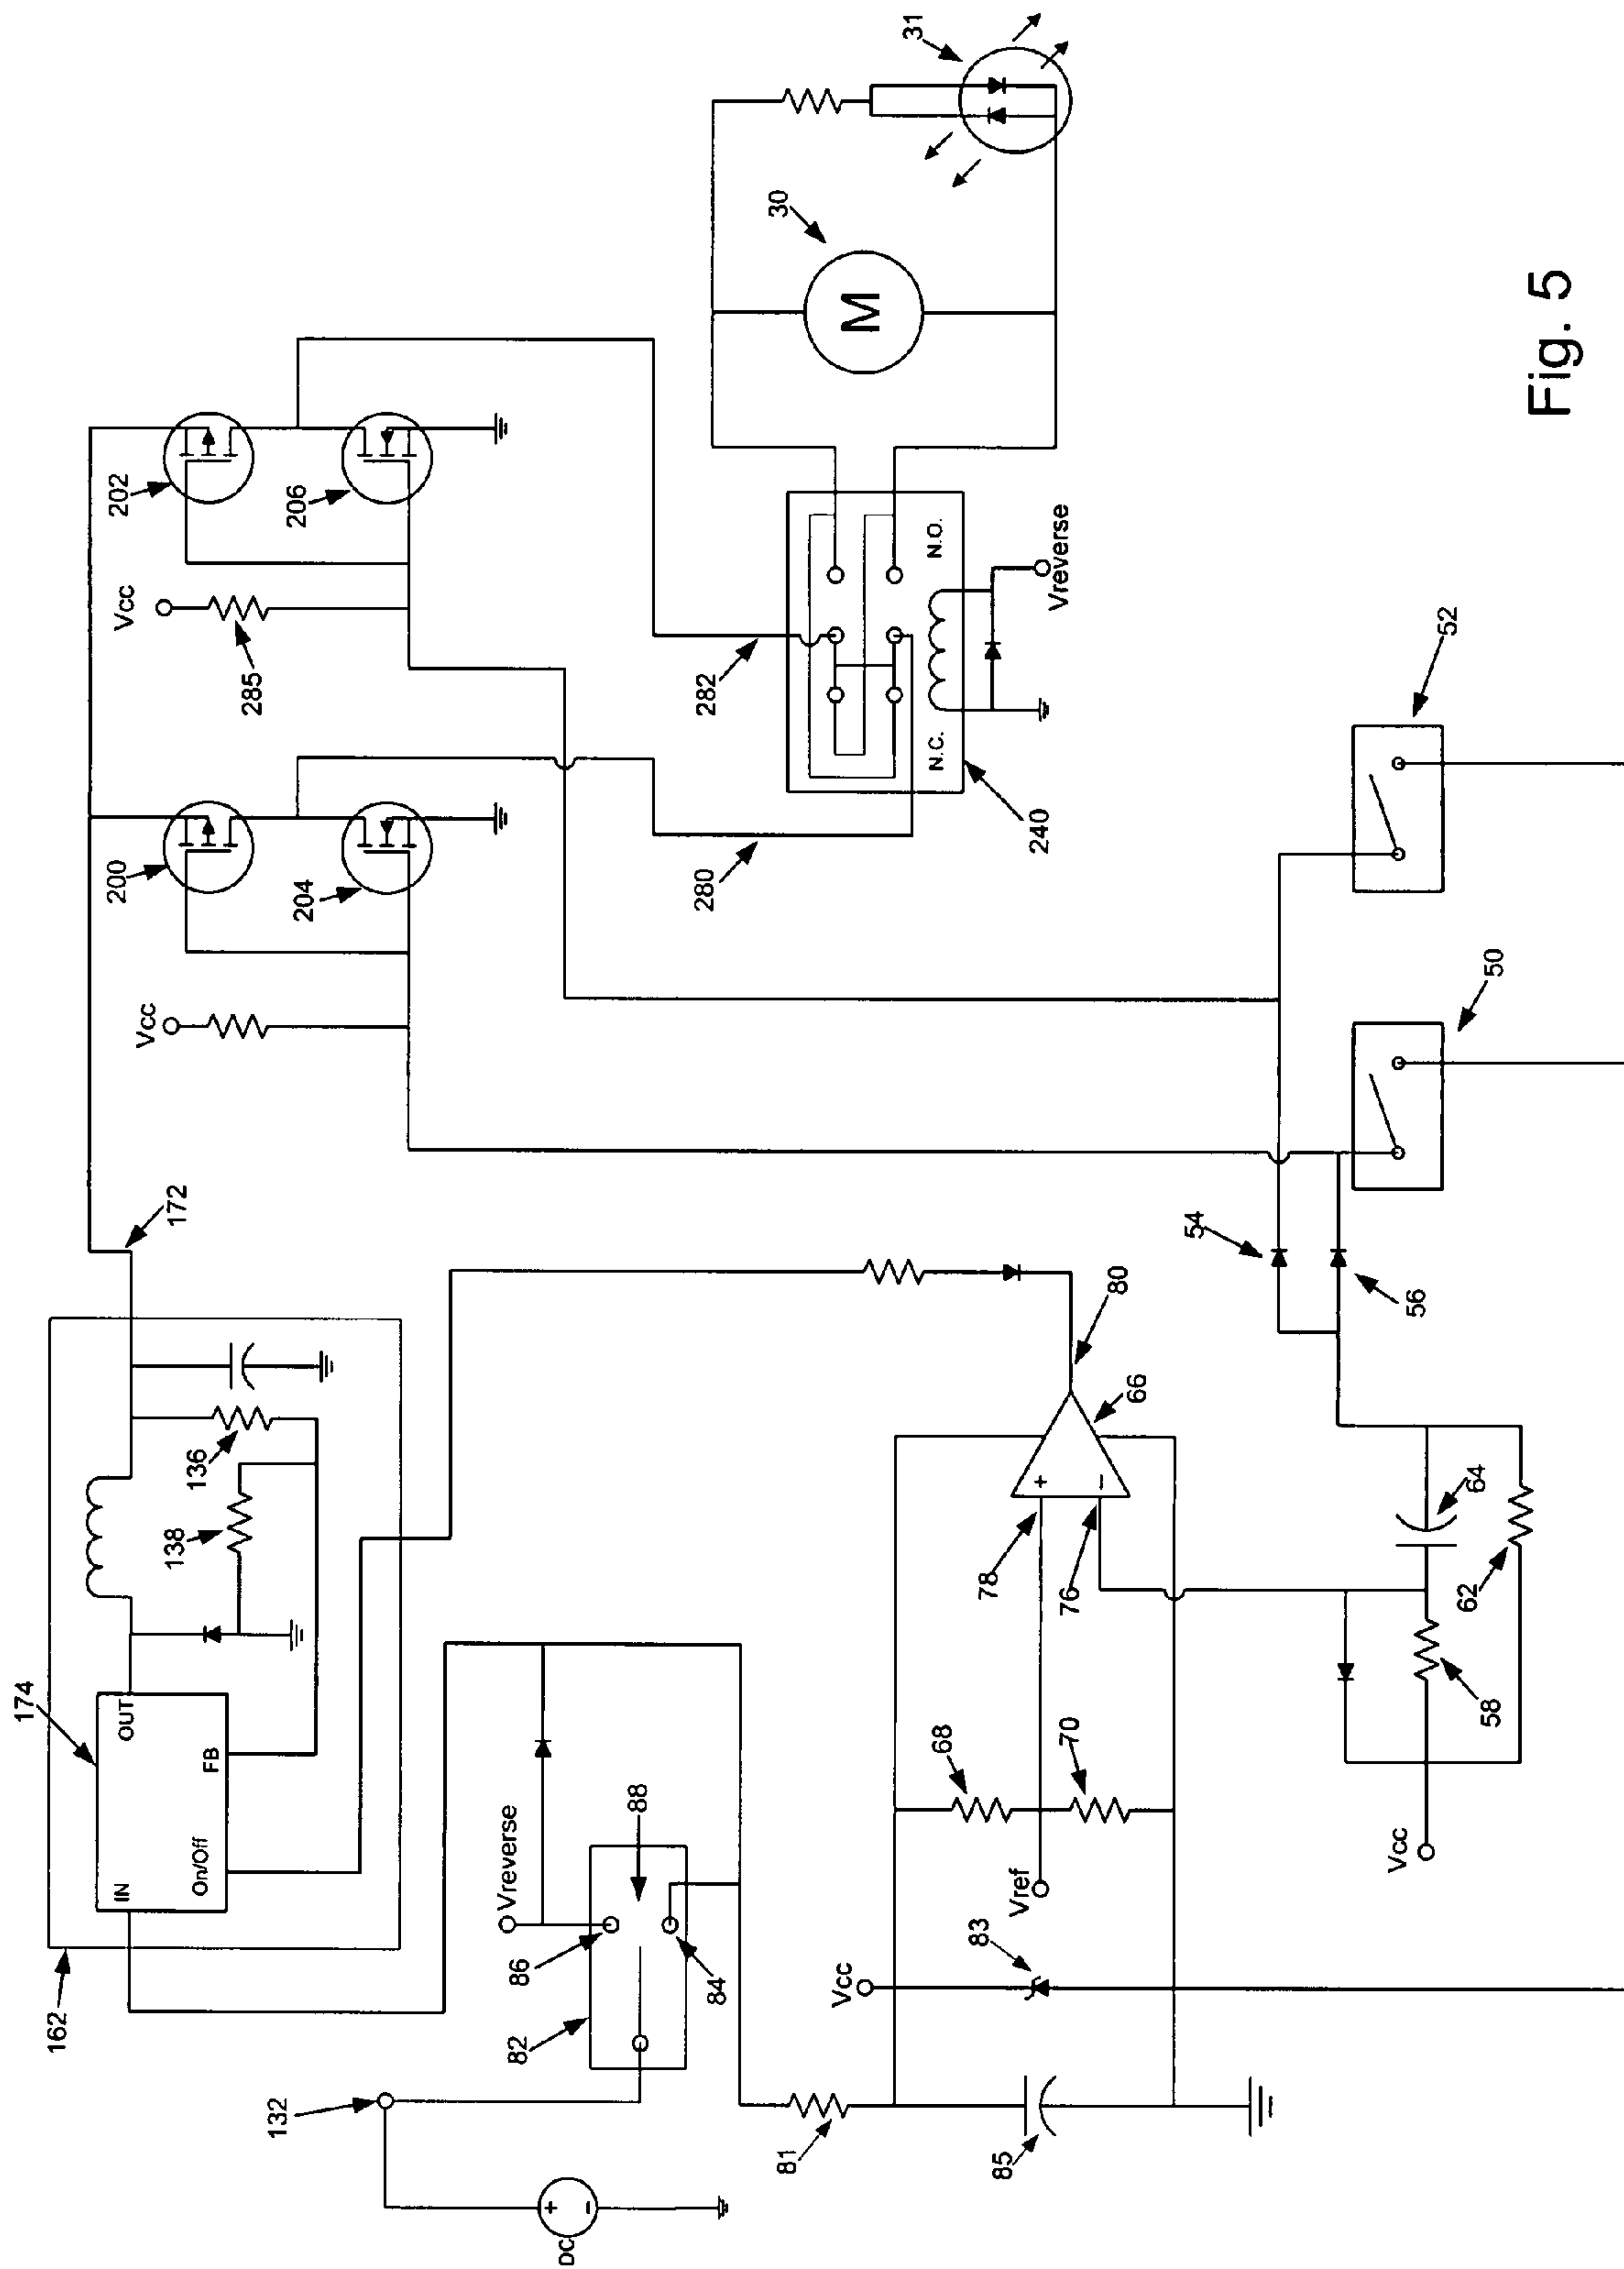 162
174
IN
OUT
On/Off
FB
138
136
172
Vcc
200
204
Vcc
285
202
206
132
DC
+
−
82
86
84
88
Vreverse
280
282
240
N.C.
N.O.
Vreverse
30
M
31
81
85
Vcc
83
Vref
68
70
78
76
+
−
66
80
Vcc
58
62
64
54
56
50
52
Fig. 5